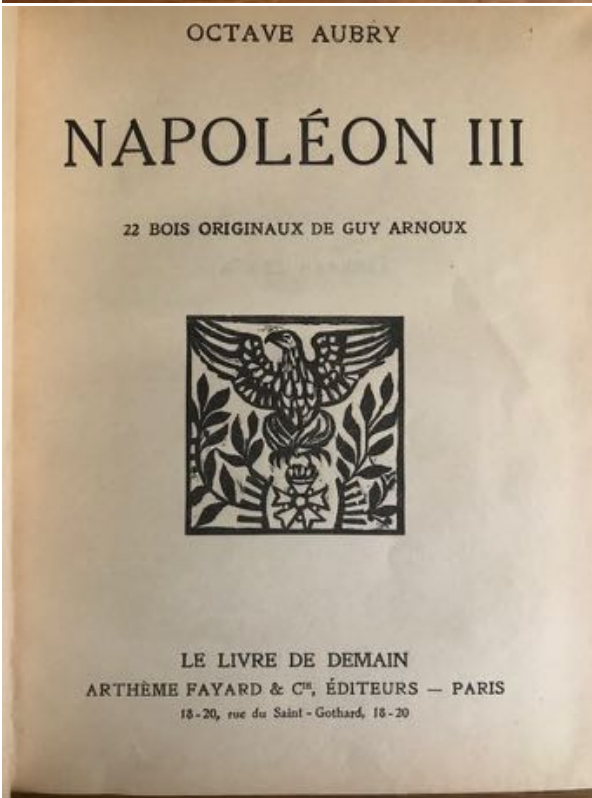 OCTAVE AUBRY
NAPOLÉON III
22 BOIS ORIGINAUX DE GUY ARNOUX
LE LIVRE DE DEMAIN
ARTHÈME FAYARD & Cie, ÉDITEURS — PARIS
18-20, rue du Saint-Gothard, 18-20